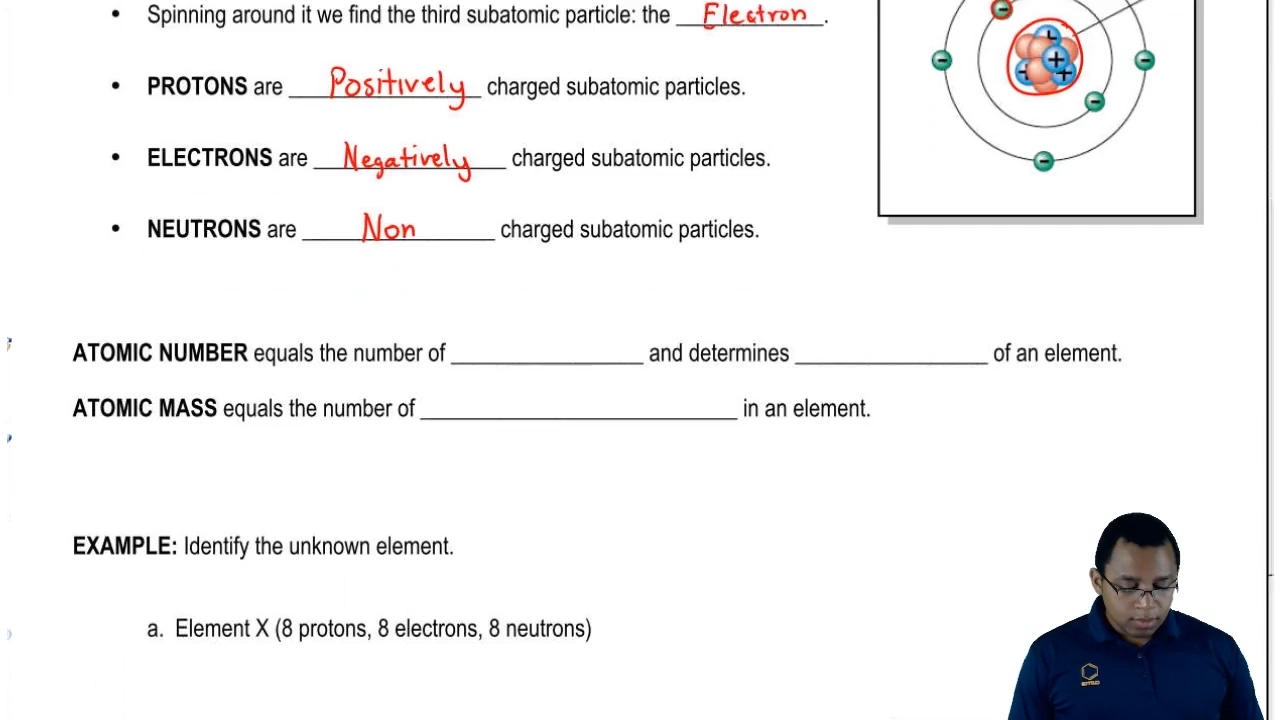 • Spinning around it we find the third subatomic particle: the Electron.
• PROTONS are Positively charged subatomic particles.
• ELECTRONS are Negatively charged subatomic particles.
• NEUTRONS are Non charged subatomic particles.
ATOMIC NUMBER equals the number of ________________ and determines ________________ of an element.
ATOMIC MASS equals the number of __________________________ in an element.
EXAMPLE: Identify the unknown element.
a. Element X (8 protons, 8 electrons, 8 neutrons)